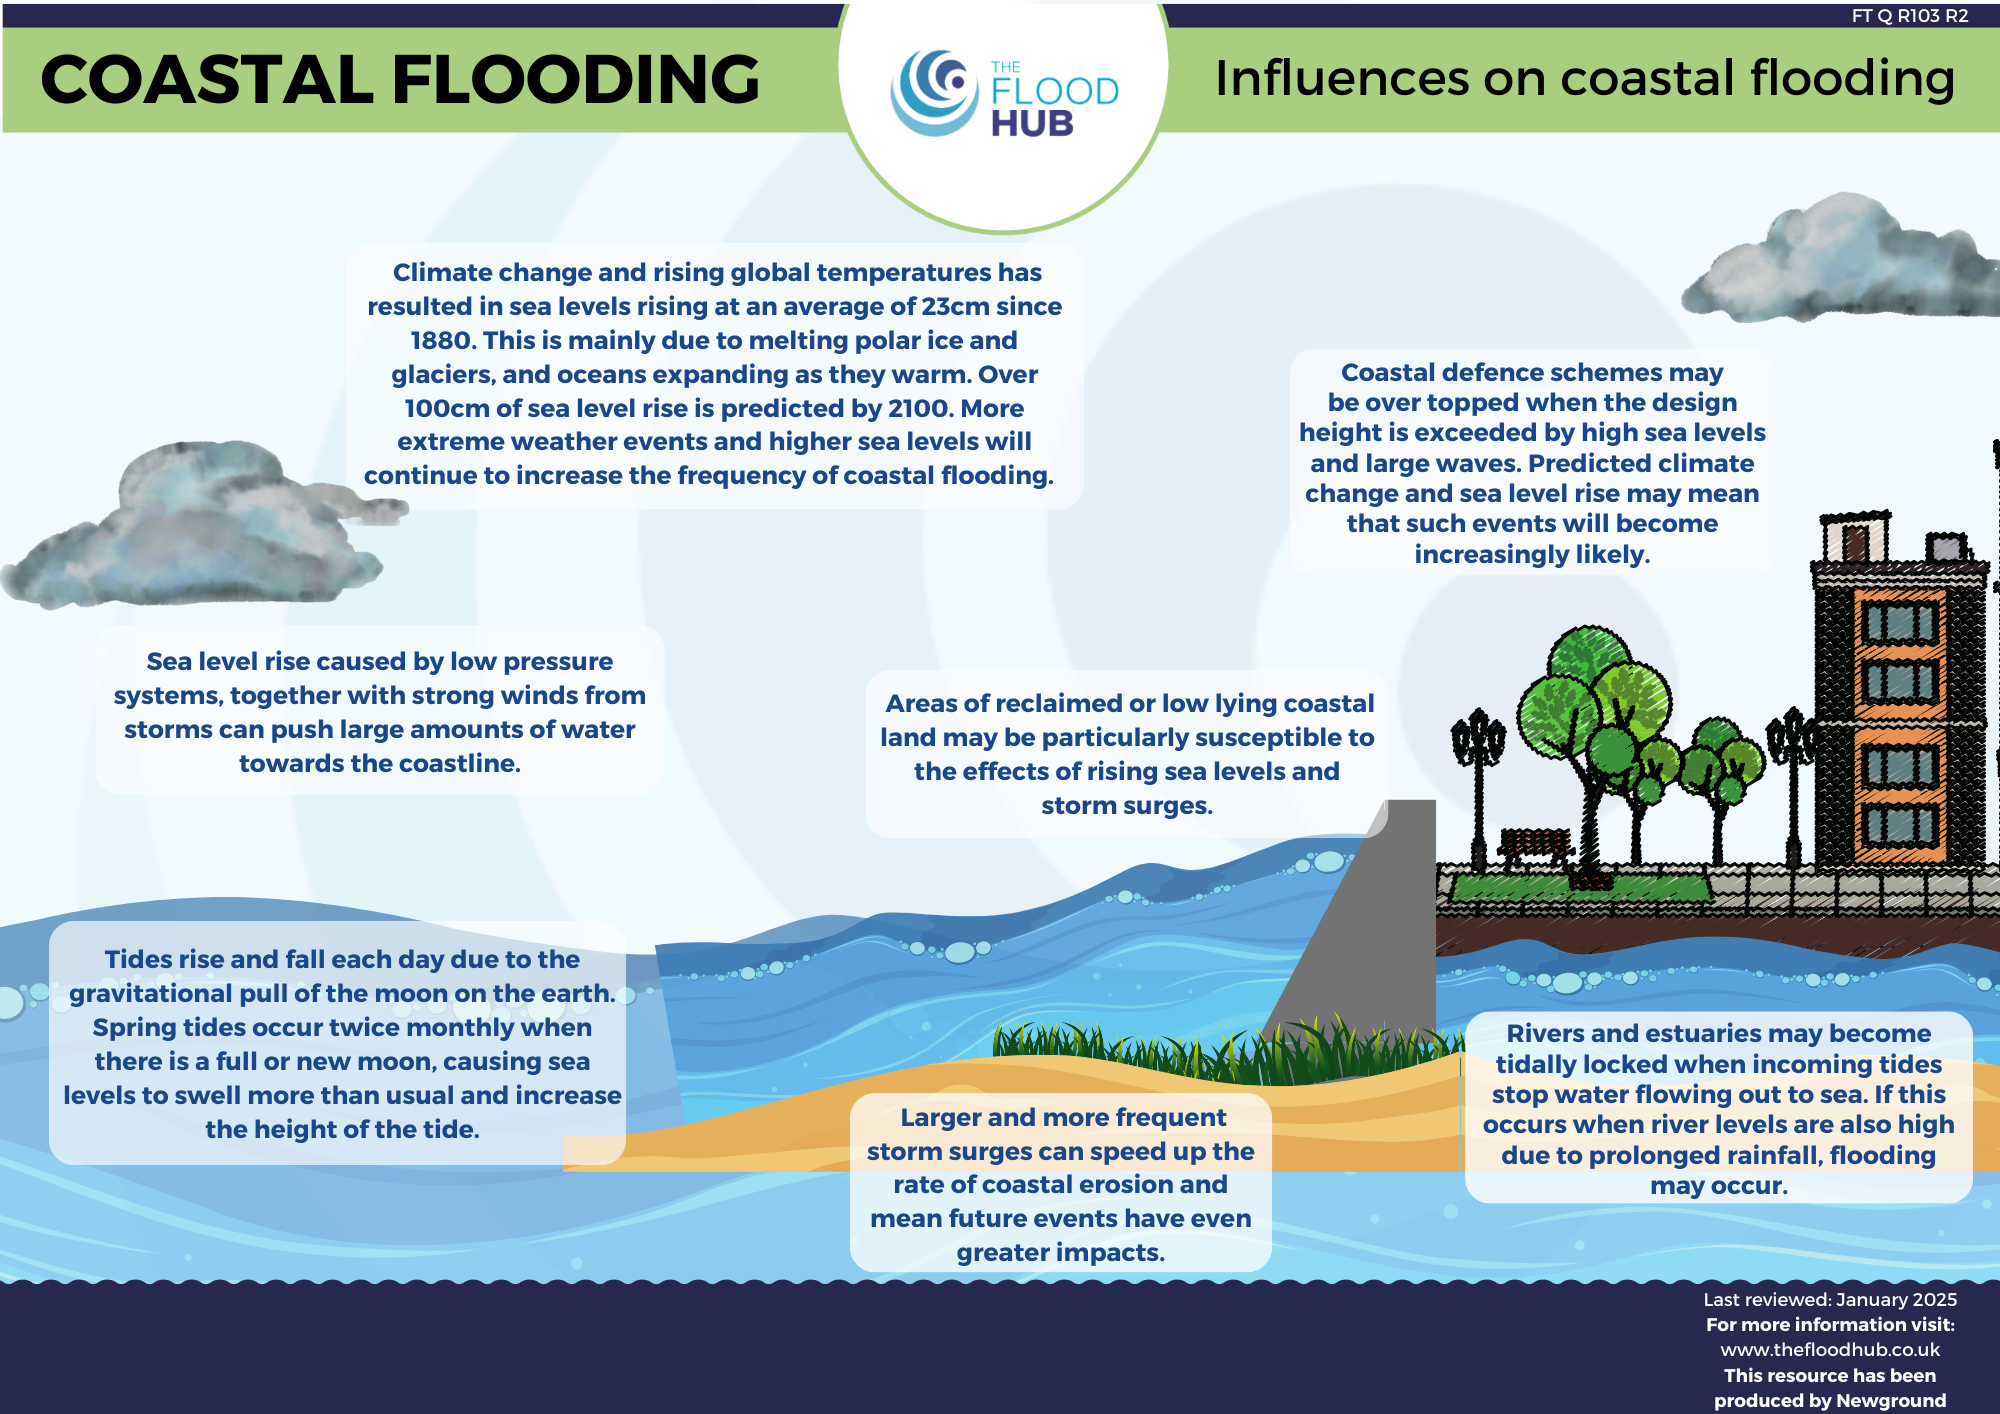 FT Q R103 R2
COASTAL FLOODING
THE
FLOOD
HUB
Influences on coastal flooding
Climate change and rising global temperatures has
resulted in sea levels rising at an average of 23cm since
1880. This is mainly due to melting polar ice and
glaciers, and oceans expanding as they warm. Over
100cm of sea level rise is predicted by 2100. More
extreme weather events and higher sea levels will
continue to increase the frequency of coastal flooding.
Coastal defence schemes may
be over topped when the design
height is exceeded by high sea levels
and large waves. Predicted climate
change and sea level rise may mean
that such events will become
increasingly likely.
Sea level rise caused by low pressure
systems, together with strong winds from
storms can push large amounts of water
towards the coastline.
Areas of reclaimed or low lying coastal
land may be particularly susceptible to
the effects of rising sea levels and
storm surges.
Tides rise and fall each day due to the
gravitational pull of the moon on the earth.
Spring tides occur twice monthly when
there is a full or new moon, causing sea
levels to swell more than usual and increase
the height of the tide.
Larger and more frequent
storm surges can speed up the
rate of coastal erosion and
mean future events have even
greater impacts.
Rivers and estuaries may become
tidally locked when incoming tides
stop water flowing out to sea. If this
occurs when river levels are also high
due to prolonged rainfall, flooding
may occur.
Last reviewed: January 2025
For more information visit:
www.thefloodhub.co.uk
This resource has been
produced by Newground